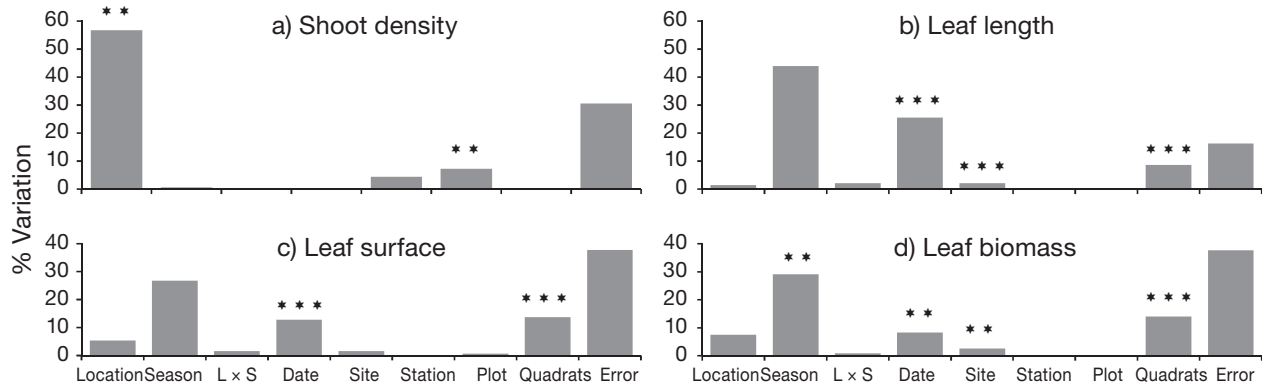 60
50
40
30
20
10
0
* *
a) Shoot density
* *
60
50
40
30
20
10
0
b) Leaf length
* * *
* * *
* * *
% Variation
40
30
20
10
0
c) Leaf surface
* * *
* * *
Location Season L × S Date Site Station Plot Quadrats Error
40
30
20
10
0
d) Leaf biomass
* *
* *
* *
* * *
Location Season L × S Date Site Station Plot Quadrats Error